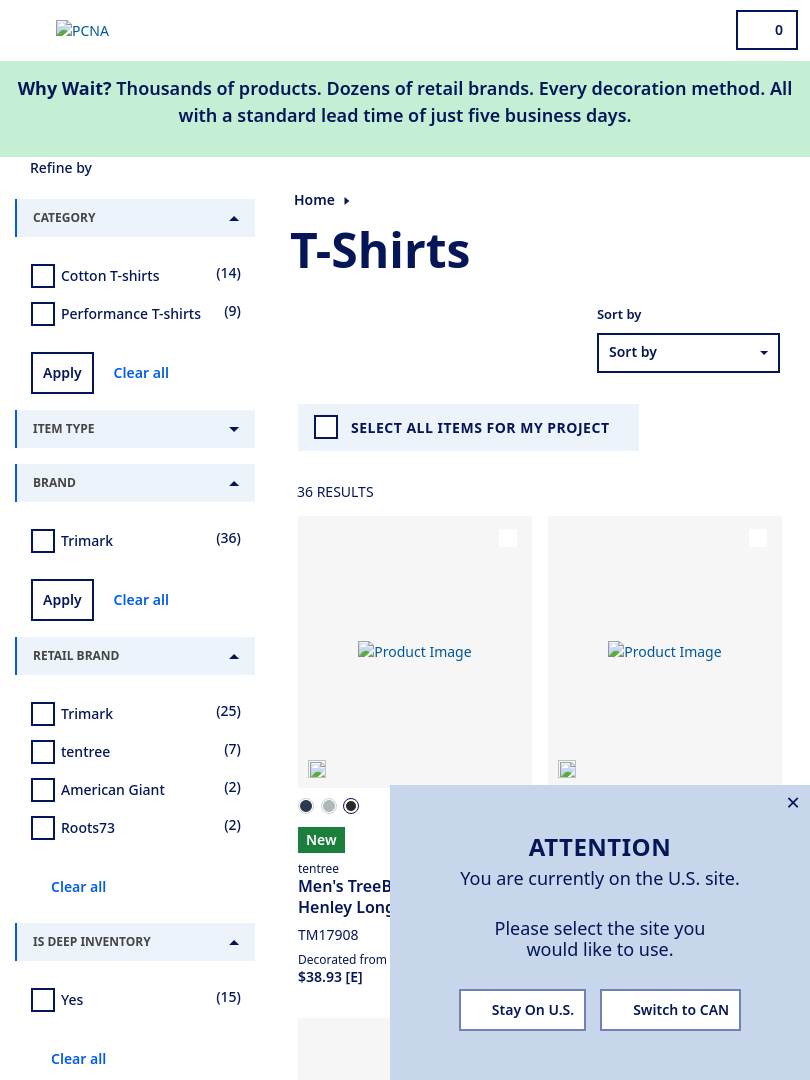 PCNA
0
Why Wait? Thousands of products. Dozens of retail brands. Every decoration method. All
with a standard lead time of just five business days.
Refine by
CATEGORY
Cotton T-shirts (14)
Performance T-shirts (9)
Apply Clear all
ITEM TYPE
BRAND
Trimark (36)
Apply Clear all
RETAIL BRAND
Trimark (25)
tentree (7)
American Giant (2)
Roots73 (2)
Clear all
IS DEEP INVENTORY
Yes (15)
Clear all
Home
T-Shirts
Sort by
Sort by
SELECT ALL ITEMS FOR MY PROJECT
36 RESULTS
Product Image
Product Image
New
tentree
Men's TreeB
Henley Long
TM17908
Decorated from
$38.93 [E]
×
ATTENTION
You are currently on the U.S. site.
Please select the site you
would like to use.
Stay On U.S. Switch to CAN